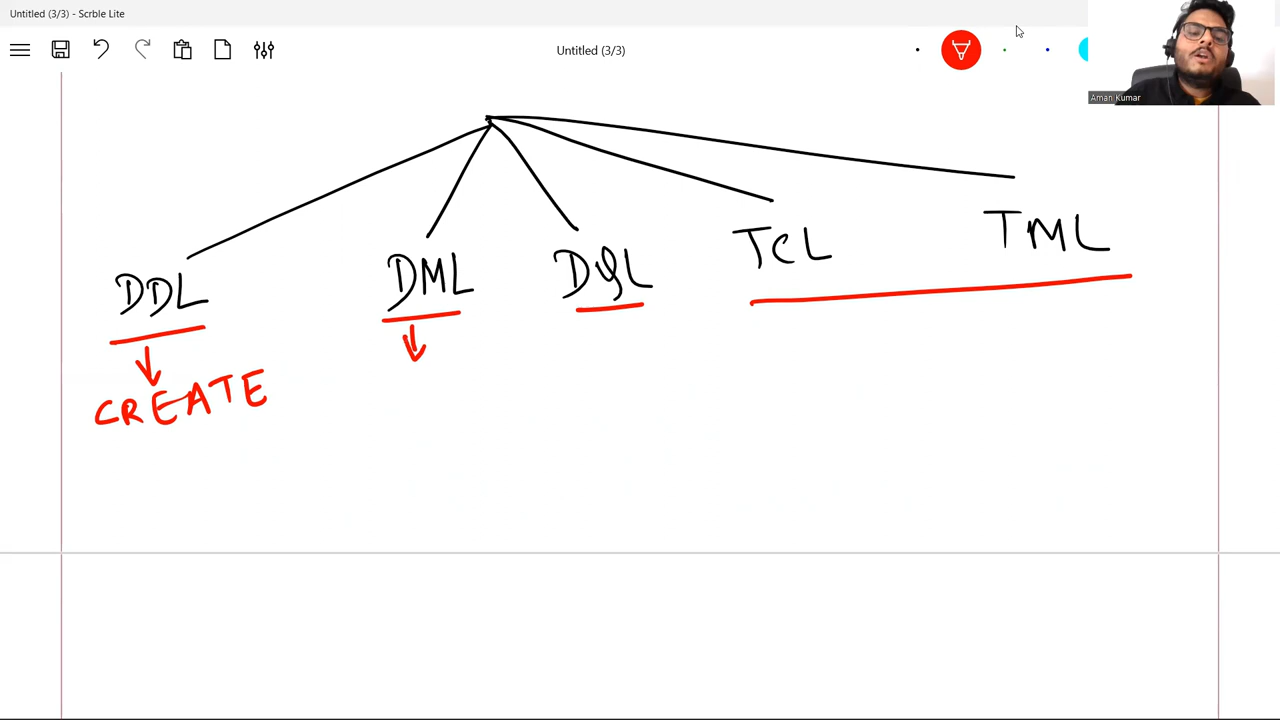 Untitled (3/3) - Scrble Lite
Untitled (3/3)
Aman Kumar
DDL DML DQL TCL TML
CREATE